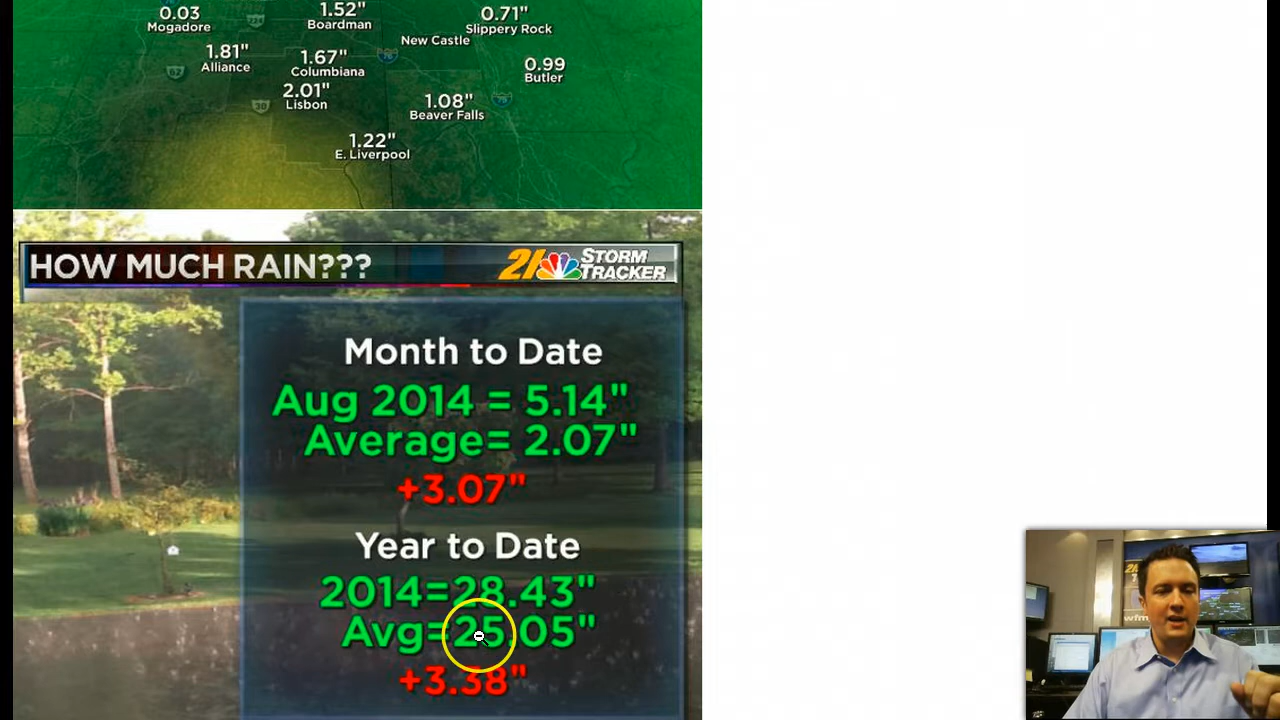 0.03
Mogadore
1.52"
Boardman
0.71"
Slippery Rock
New Castle
1.81"
Alliance
1.67"
Columbiana
0.99
Butler
2.01"
Lisbon
1.08"
Beaver Falls
1.22"
E. Liverpool
HOW MUCH RAIN???
21 STORM
TRACKER
Month to Date
Aug 2014 = 5.14"
Average= 2.07"
+3.07"
Year to Date
2014=28.43"
Avg=25.05"
+3.38"